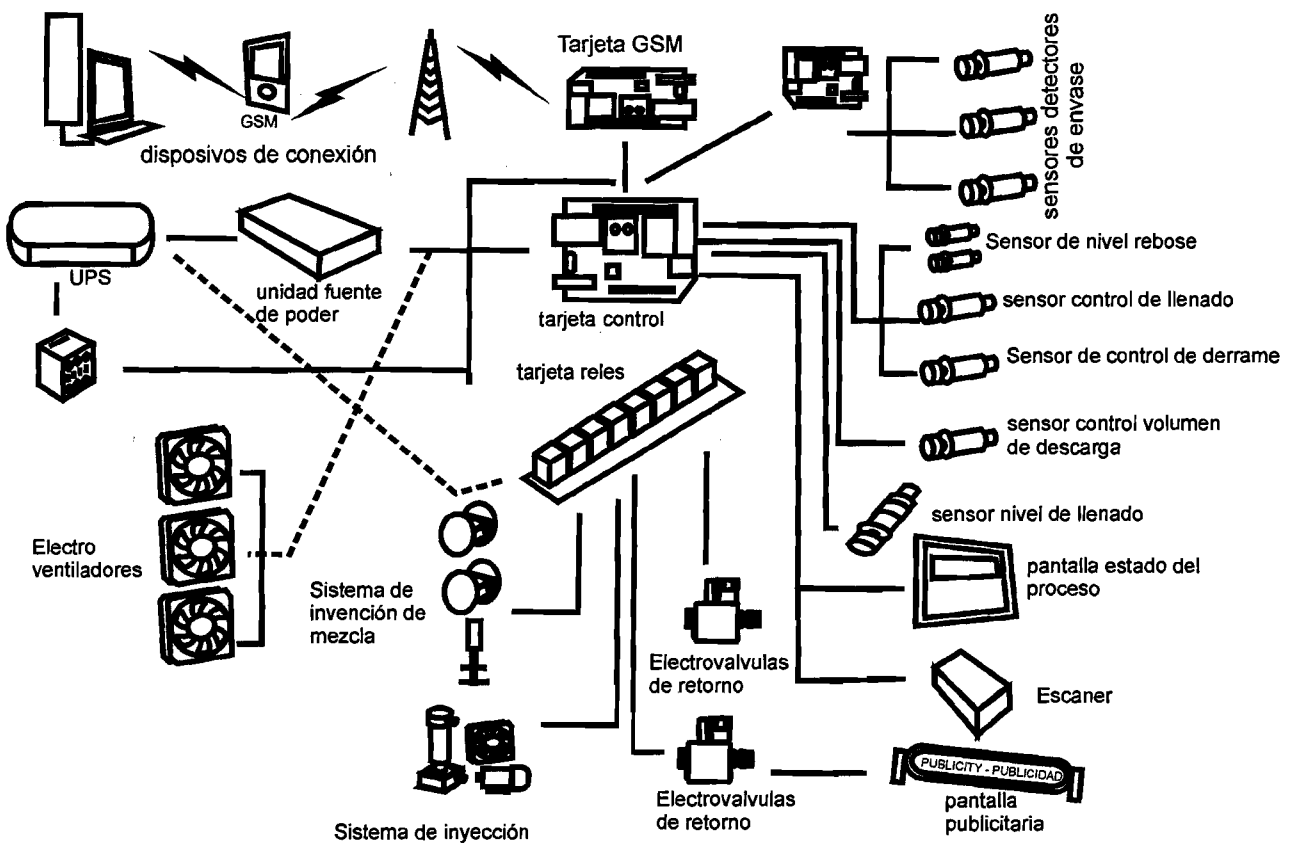 Tarjeta GSM
GSM
disposivos de conexión
sensores detectores
de envase
UPS
unidad fuente
de poder
tarjeta control
Sensor de nivel rebose
sensor control de llenado
Sensor de control de derrame
tarjeta reles
sensor control volumen
de descarga
sensor nivel de llenado
Electro
ventiladores
pantalla estado del
proceso
Sistema de
invención de
mezcla
Electrovalvulas
de retorno
Escaner
PUBLICITY - PUBLICIDAD
Electrovalvulas
de retorno
pantalla
publicitaria
Sistema de inyección